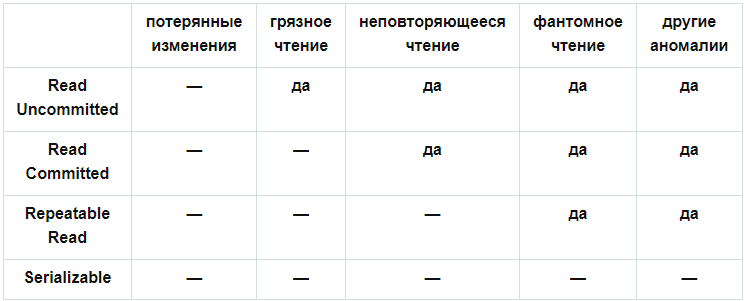 потерянные изменения	грязное чтение	неповторяющееся чтение	фантомное чтение	другие аномалии
Read Uncommitted	—	да	да	да	да
Read Committed	—	—	да	да	да
Repeatable Read	—	—	—	да	да
Serializable	—	—	—	—	—